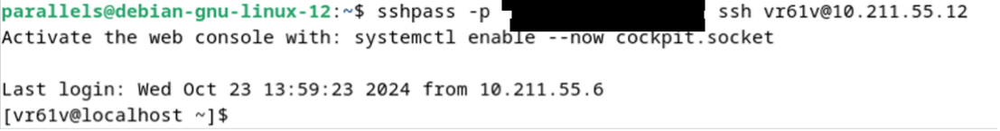 parallels@debian-gnu-linux-12:~$ sshpass -p ssh vr61v@10.211.55.12
Activate the web console with: systemctl enable --now cockpit.socket
Last login: Wed Oct 23 13:59:23 2024 from 10.211.55.6
[vr61v@localhost ~]$